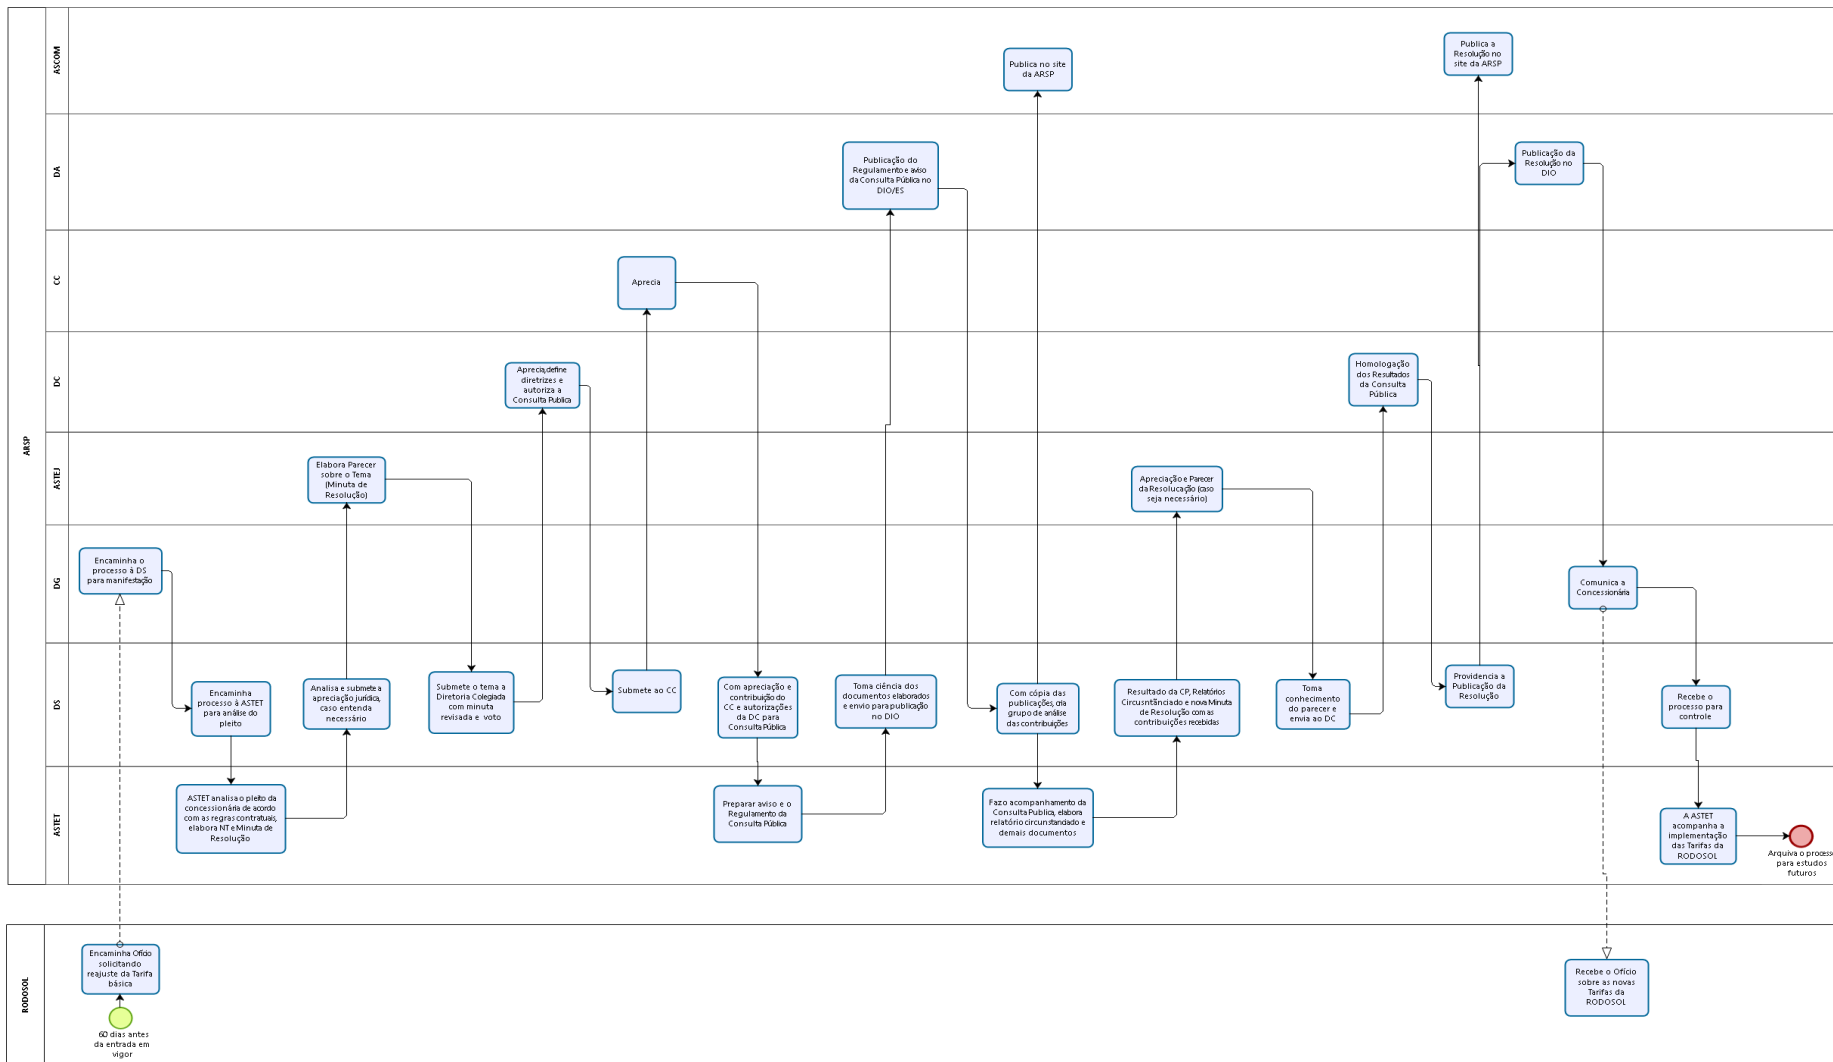 ARSP
ASCOM
Publica no site
da ARSP
Publica a
Resolução no
site da ARSP
DA
Publicação do
Regulamento e aviso
da Consulta Pública no
DIO/ES
Publicação da
Resolução no
DIO
CC
Aprecia
DC
Aprecia,define
diretrizes e
autoriza a
Consulta Publica
Homologação
dos Resultados
da Consulta
Pública
ASTEJ
Elabora Parecer
sobre o Tema
(Minuta de
Resolução)
Apreciação e Parecer
da Resolucação (caso
seja necessário)
DG
Encaminha o
processo à DS
para manifestação
Comunica a
Concessionária
DS
Encaminha
processo à ASTET
para análise do
pleito
Analisa e submete a
apreciação jurídica,
caso entenda
necessário
Submete o tema a
Diretoria Colegiada
com minuta
revisada e voto
Submete ao CC
Com apreciação e
contribuição do
CC e autorizações
da DC para
Consulta Pública
Toma ciência dos
documentos elaborados
e envio para publicação
no DIO
Com cópia das
publicações, cria
grupo de análise
das contribuições
Resultado da CP, Relatórios
Circusntânciado e nova Minuta
de Resolução com as
contribuições recebidas
Toma
conhecimento
do parecer e
envia ao DC
Providencia a
Publicação da
Resolução
Recebe o
processo para
controle
ASTET
ASTET analisa o pleito da
concessionária de acordo
com as regras contratuais,
elabora NT e Minuta de
Resolução
Preparar aviso e o
Regulamento da
Consulta Pública
Faz o acompanhamento da
Consulta Publica, elabora
relatório circunstanciado e
demais documentos
A ASTET
acompanha a
implementação
das Tarifas da
RODOSOL
Arquiva o processo
para estudos
futuros
RODOSOL
Encaminha Ofício
solicitando
reajuste da Tarifa
básica
60 dias antes
da entrada em
vigor
Recebe o Ofício
sobre as novas
Tarifas da
RODOSOL